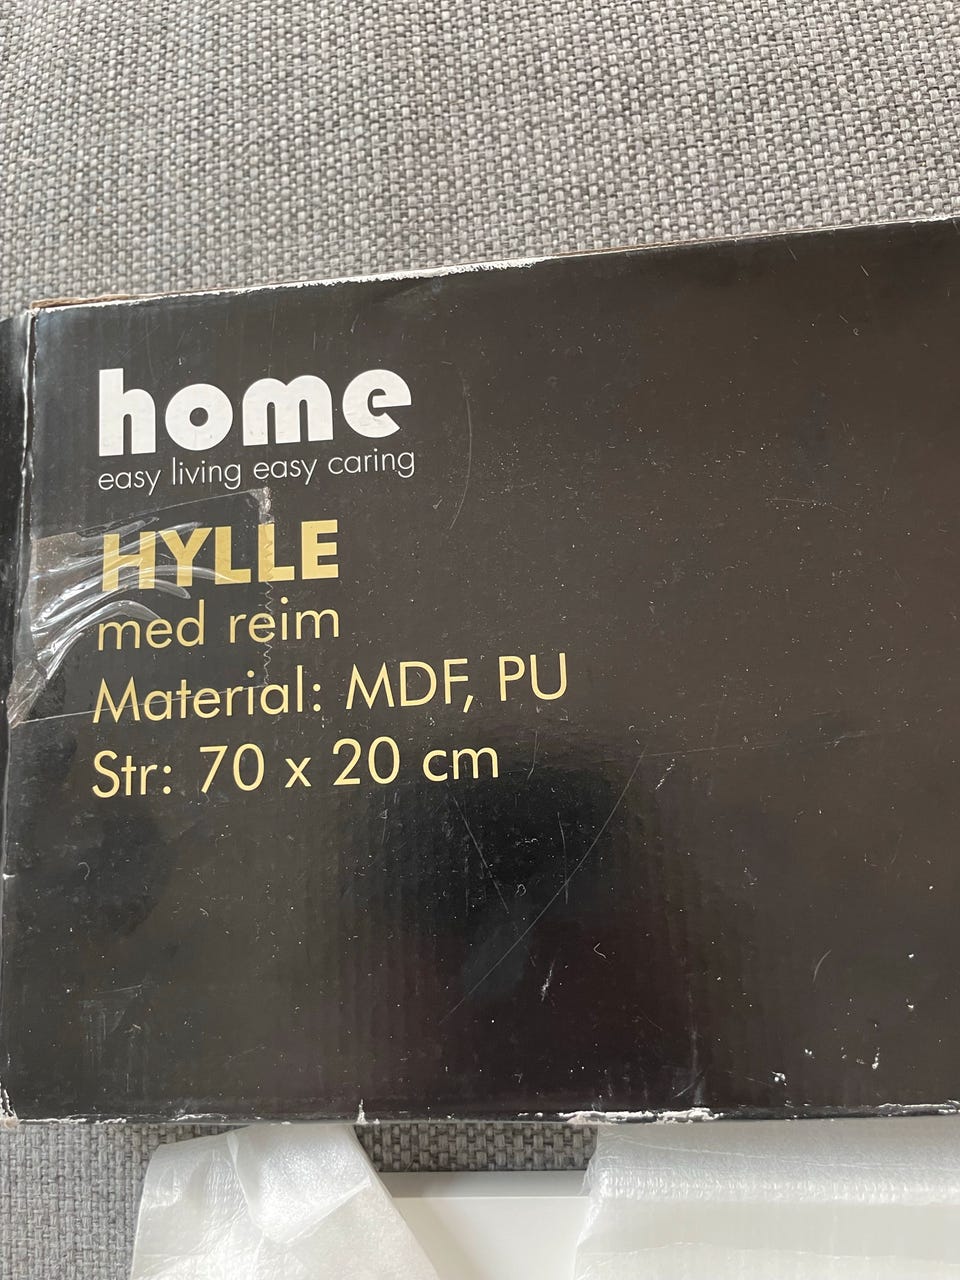 home
easy living easy caring
HYLLE
med reim
Material: MDF, PU
Str: 70 x 20 cm